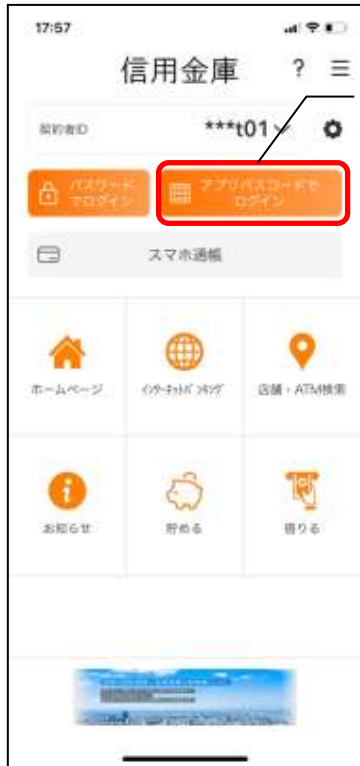 17:57
信用金庫 ?
契約者ID ***t01
パスワード
でログイン
アプリパスコードで
ログイン
スマホ通帳
ホームページ
インターネットバンキング
店舗・ATM検索
お知らせ
貯める
借りる